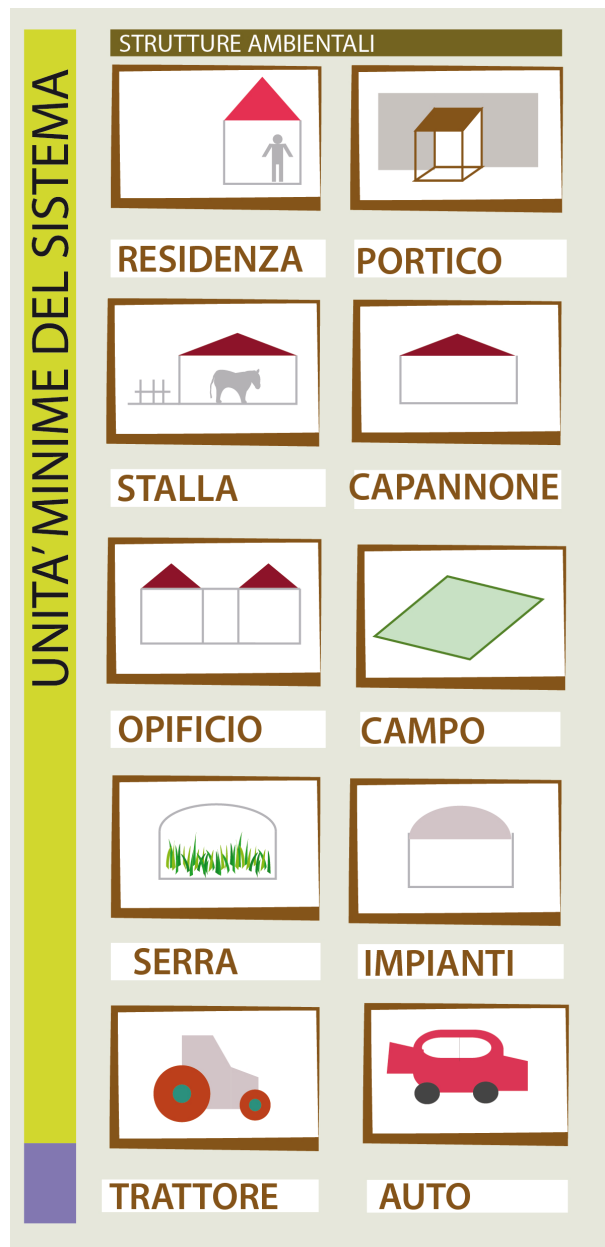 UNITA' MINIME DEL SISTEMA
STRUTTURE AMBIENTALI
RESIDENZA
PORTICO
STALLA
CAPANNONE
OPIFICIO
CAMPO
SERRA
IMPIANTI
TRATTORE
AUTO